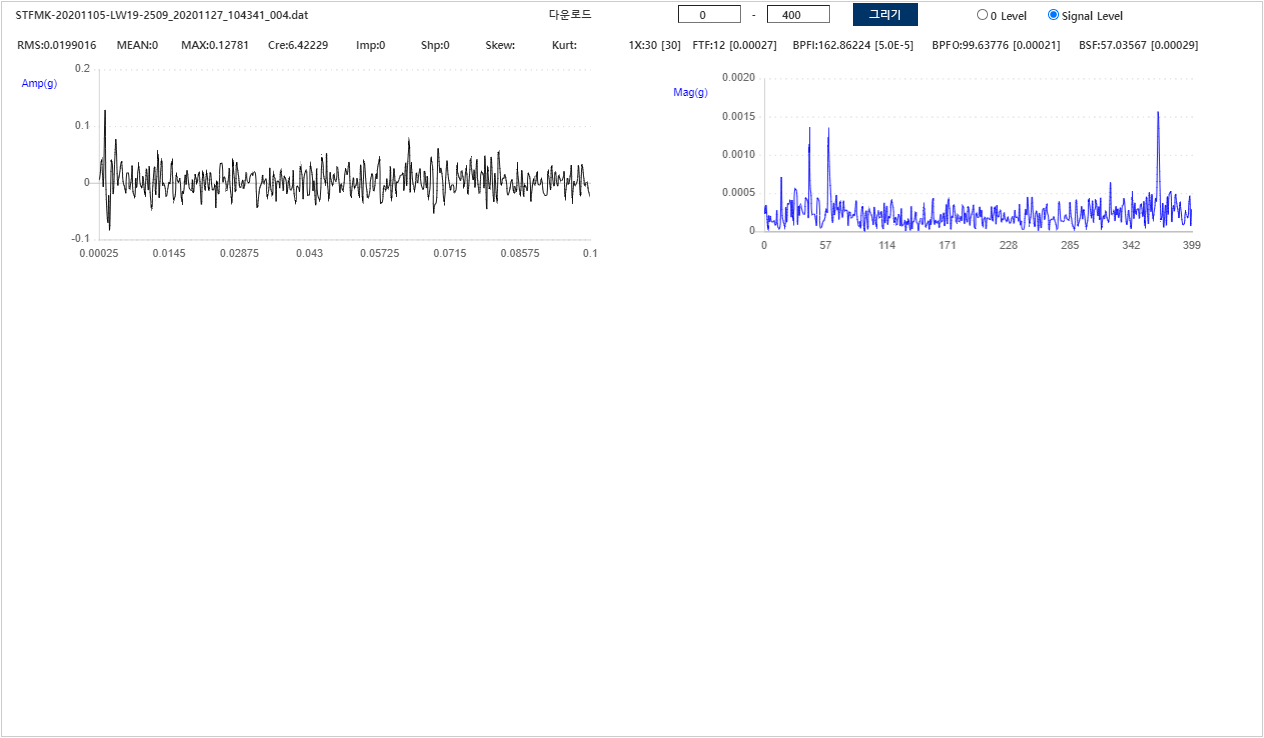 STFMK-20201105-LW19-2509_20201127_104341_004.dat 다운로드 0 - 400 그리기 0 Level Signal Level
RMS:0.0199016 MEAN:0 MAX:0.12781 Cre:6.42229 Imp:0 Shp:0 Skew: Kurt: 1X:30 [30] FTF:12 [0.00027] BPFI:162.86224 [5.0E-5] BPFO:99.63776 [0.00021] BSF:57.03567 [0.00029]
Amp(g)
0.2
0.1
0
-0.1
0.00025 0.0145 0.02875 0.043 0.05725 0.0715 0.08575 0.1
Mag(g)
0.0020
0.0015
0.0010
0.0005
0
0 57 114 171 228 285 342 399